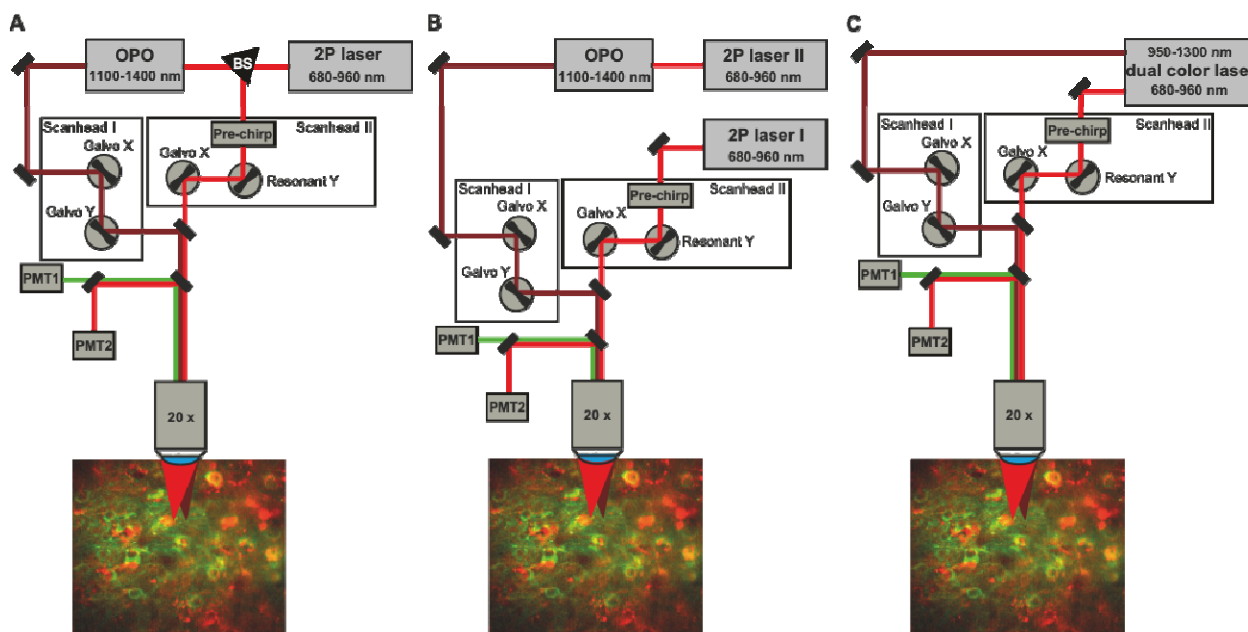 A
OPO
1100-1400 nm
BS
2P laser
680-960 nm
Scanhead I
Galvo X
Galvo Y
Pre-chirp
Scanhead II
Galvo X
Resonant Y
PMT1
PMT2
20 x
B
OPO
1100-1400 nm
2P laser II
680-960 nm
2P laser I
680-960 nm
Scanhead I
Galvo X
Galvo Y
Pre-chirp
Scanhead II
Galvo X
Resonant Y
PMT1
PMT2
20 x
C
950-1300 nm
dual color lase
680-960 nm
Scanhead I
Galvo X
Galvo Y
Pre-chirp
Scanhead II
Galvo X
Resonant Y
PMT1
PMT2
20 x